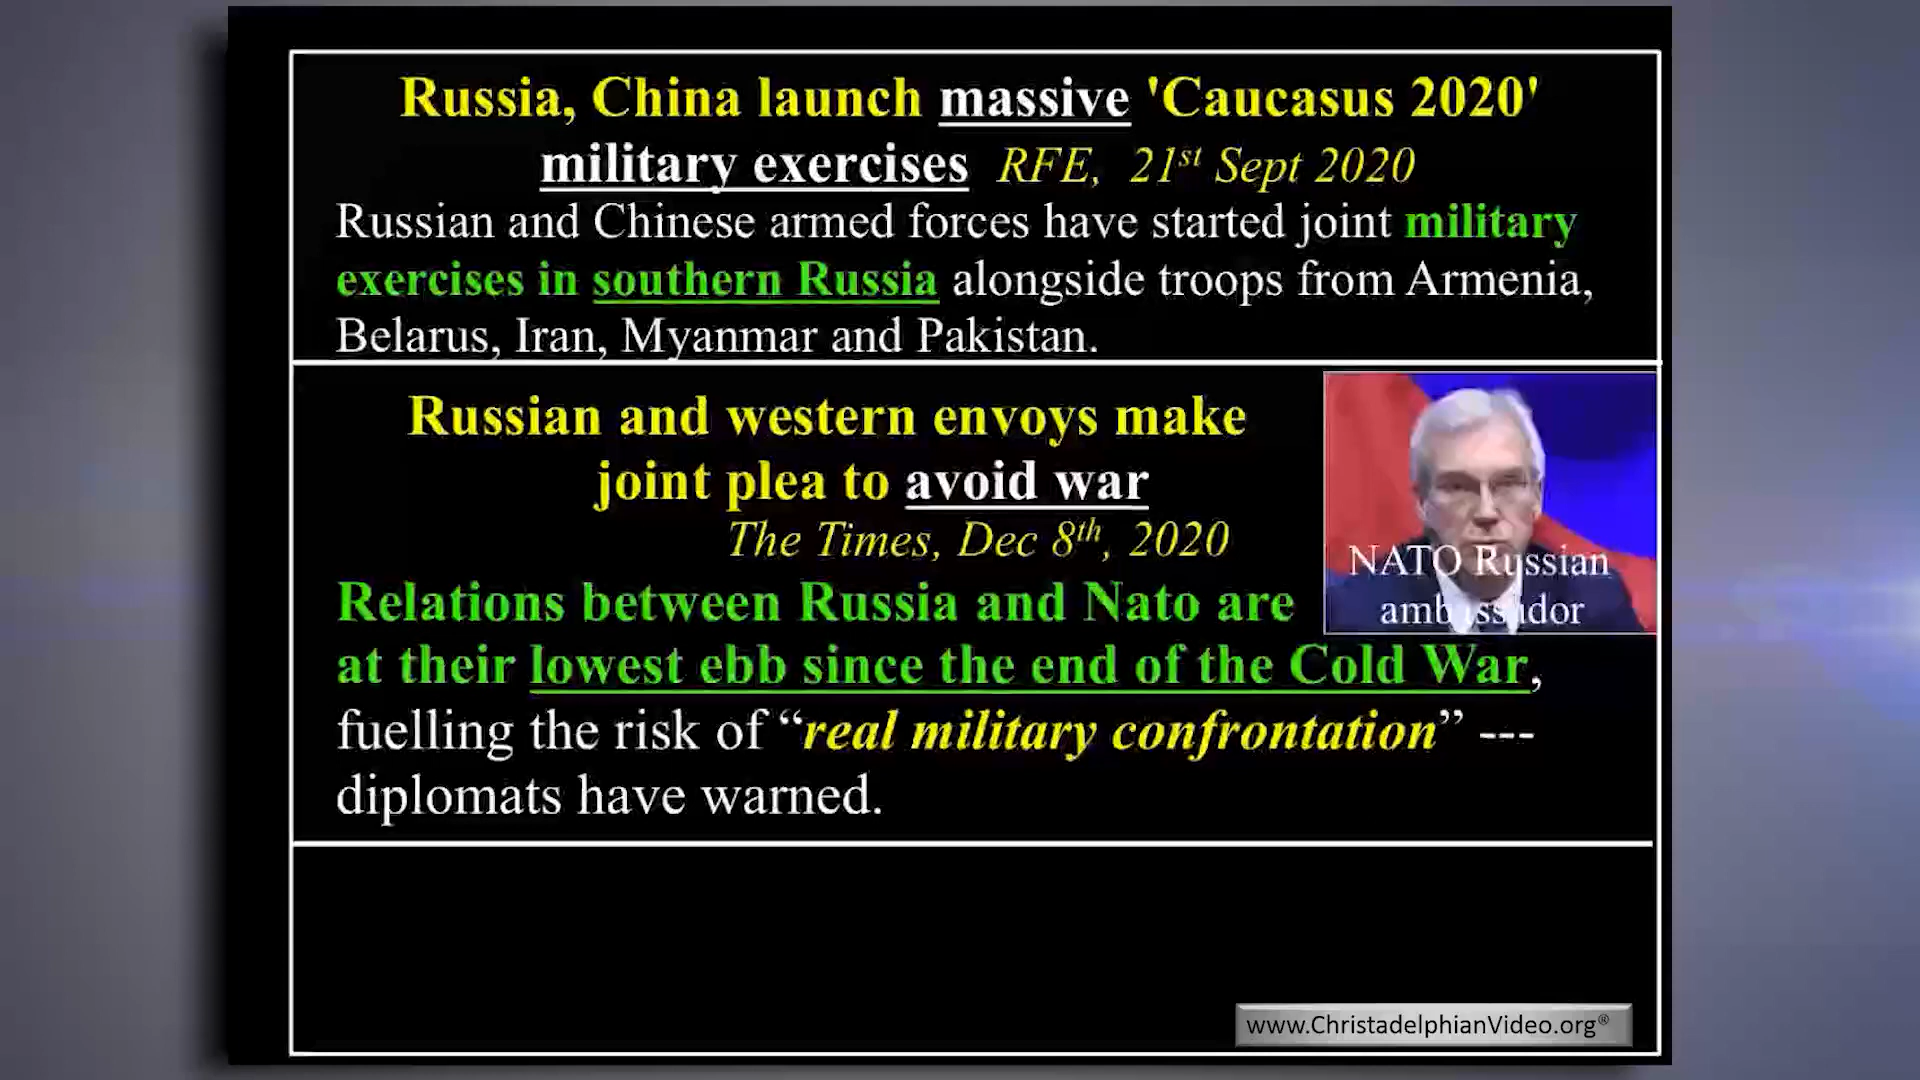 Russia, China launch massive 'Caucasus 2020'
military exercises RFE, 21st Sept 2020
Russian and Chinese armed forces have started joint military
exercises in southern Russia alongside troops from Armenia,
Belarus, Iran, Myanmar and Pakistan.
Russian and western envoys make
joint plea to avoid war
The Times, Dec 8th, 2020
NATO Russian
ambassador
Relations between Russia and Nato are
at their lowest ebb since the end of the Cold War,
fuelling the risk of “real military confrontation” ---
diplomats have warned.
www.ChristadelphianVideo.org®